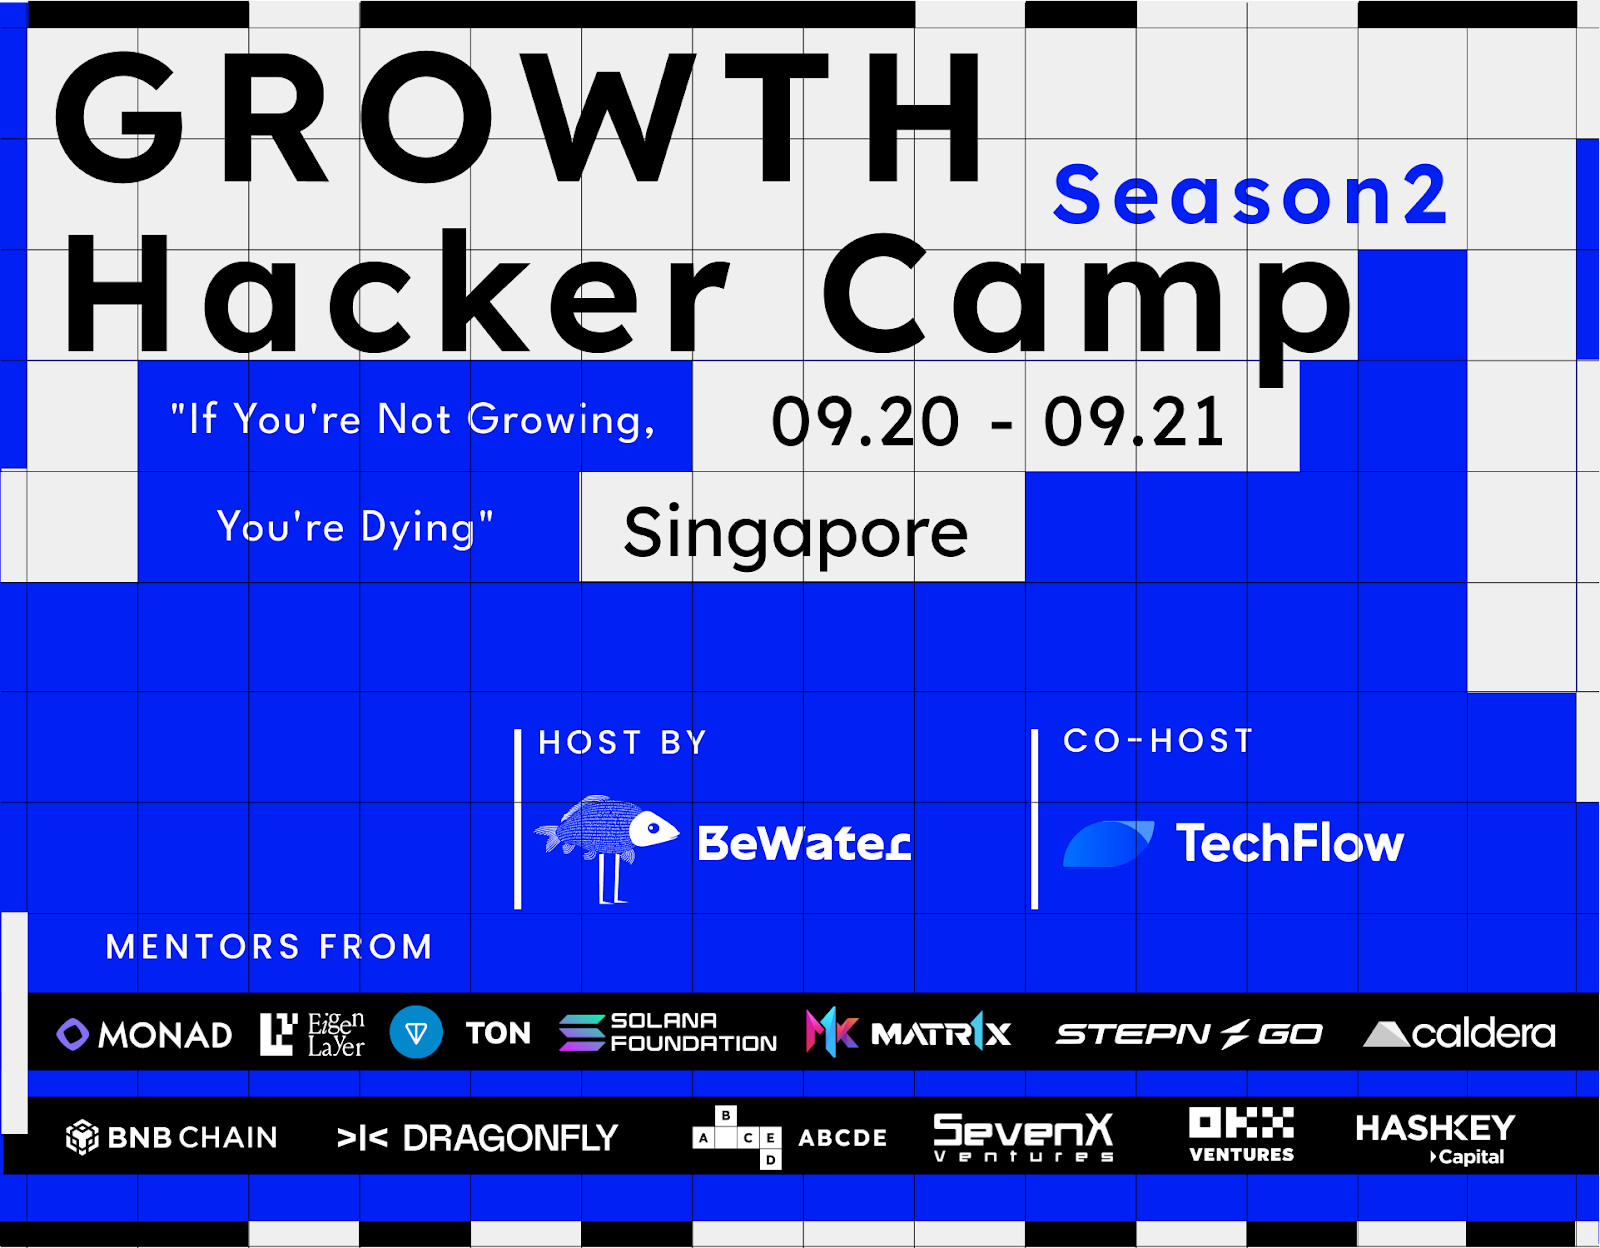 GROWTH
Season2
Hacker Camp
"If You're Not Growing,
09.20 - 09.21
You're Dying"
Singapore
HOST BY
CO-HOST
BeWater
TechFlow
MENTORS FROM
MONAD
Eigen
Layer
TON
SOLANA
FOUNDATION
MATR1X
STEPN GO
caldera
BNB CHAIN
>|< DRAGONFLY
B
A C E
D
ABCDE
SevenX
Ventures
OKX
VENTURES
HASHKEY
Capital